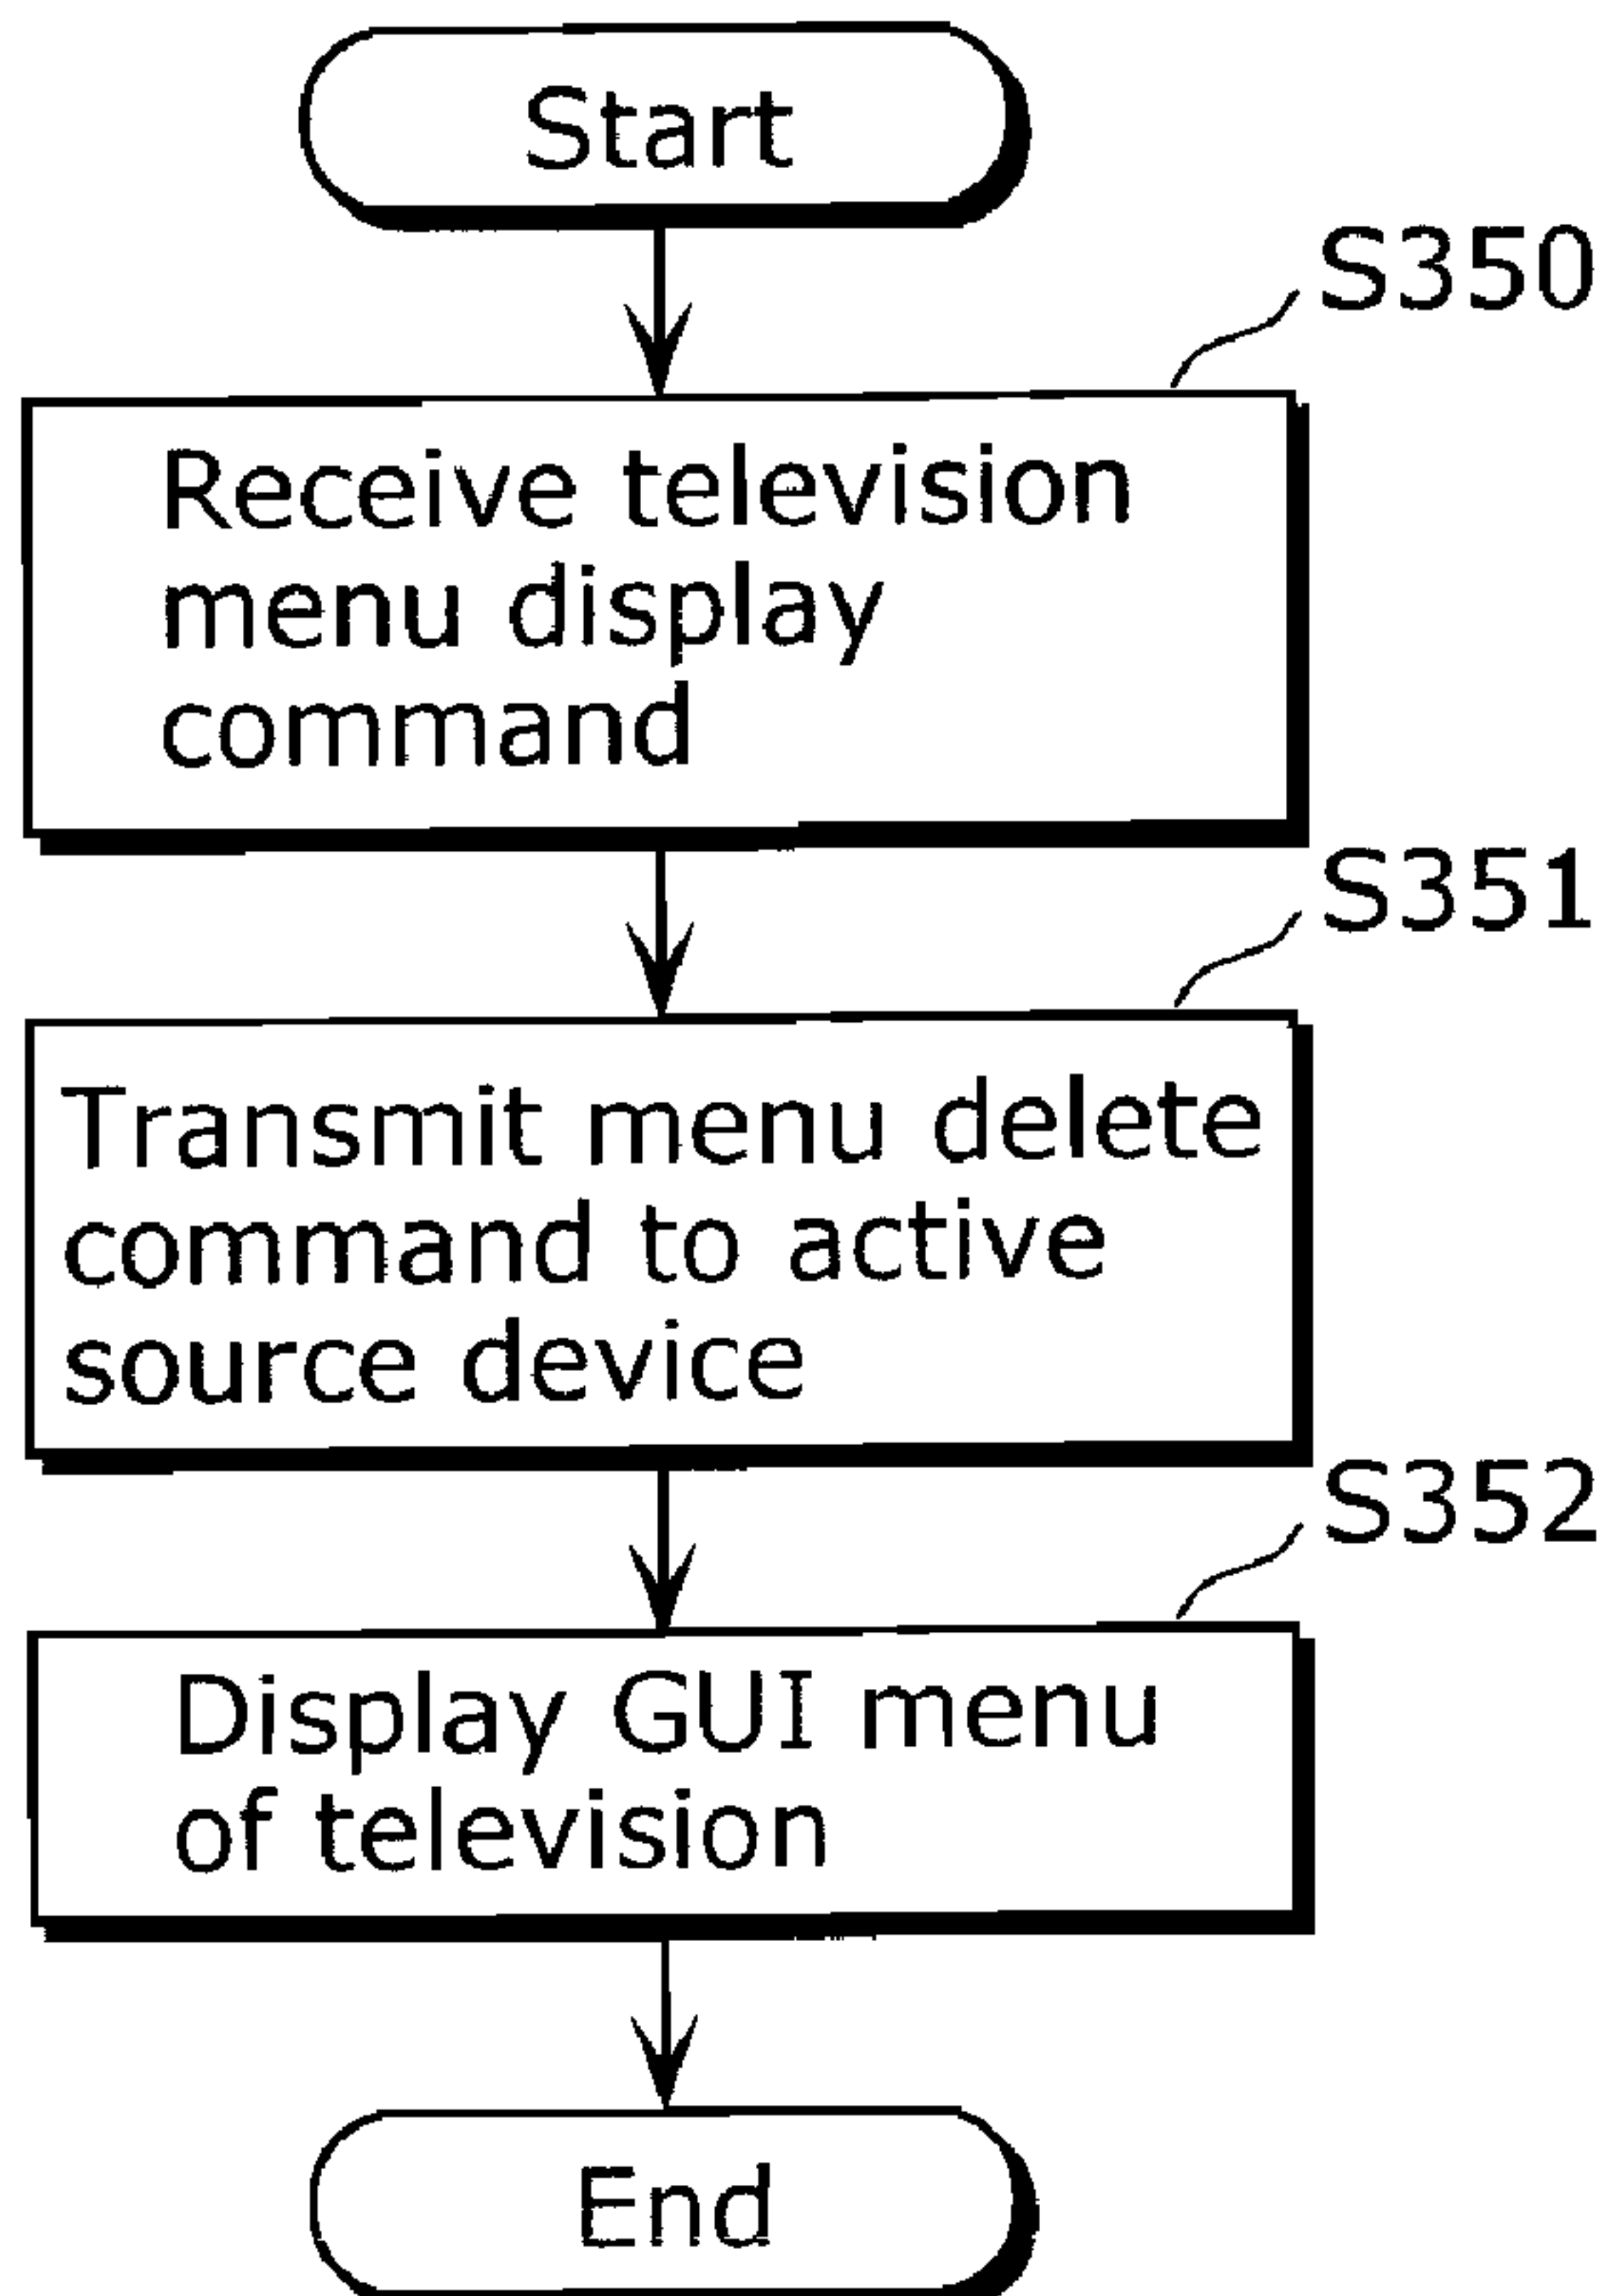 Start
S350
Receive television
menu display
command
S351
Transmit menu delete
command to active
source device
S352
Display GUI menu
of television
End